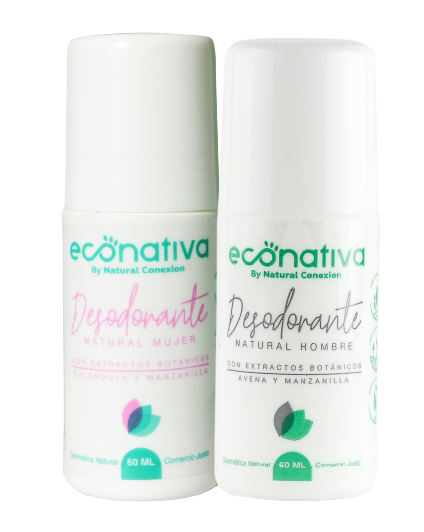 econativa
By Natural Conexion
Desodorante
NATURAL MUJER
CON EXTRACTOS BOTÁNICOS
CALÉNDULA Y MANZANILLA
Cosmética Natural
60 ML
Comercio Justo
econativa
By Natural Conexion
Desodorante
NATURAL HOMBRE
CON EXTRACTOS BOTÁNICOS
AVENA Y MANZANILLA
Cosmética Natural
60 ML
Comercio Justo